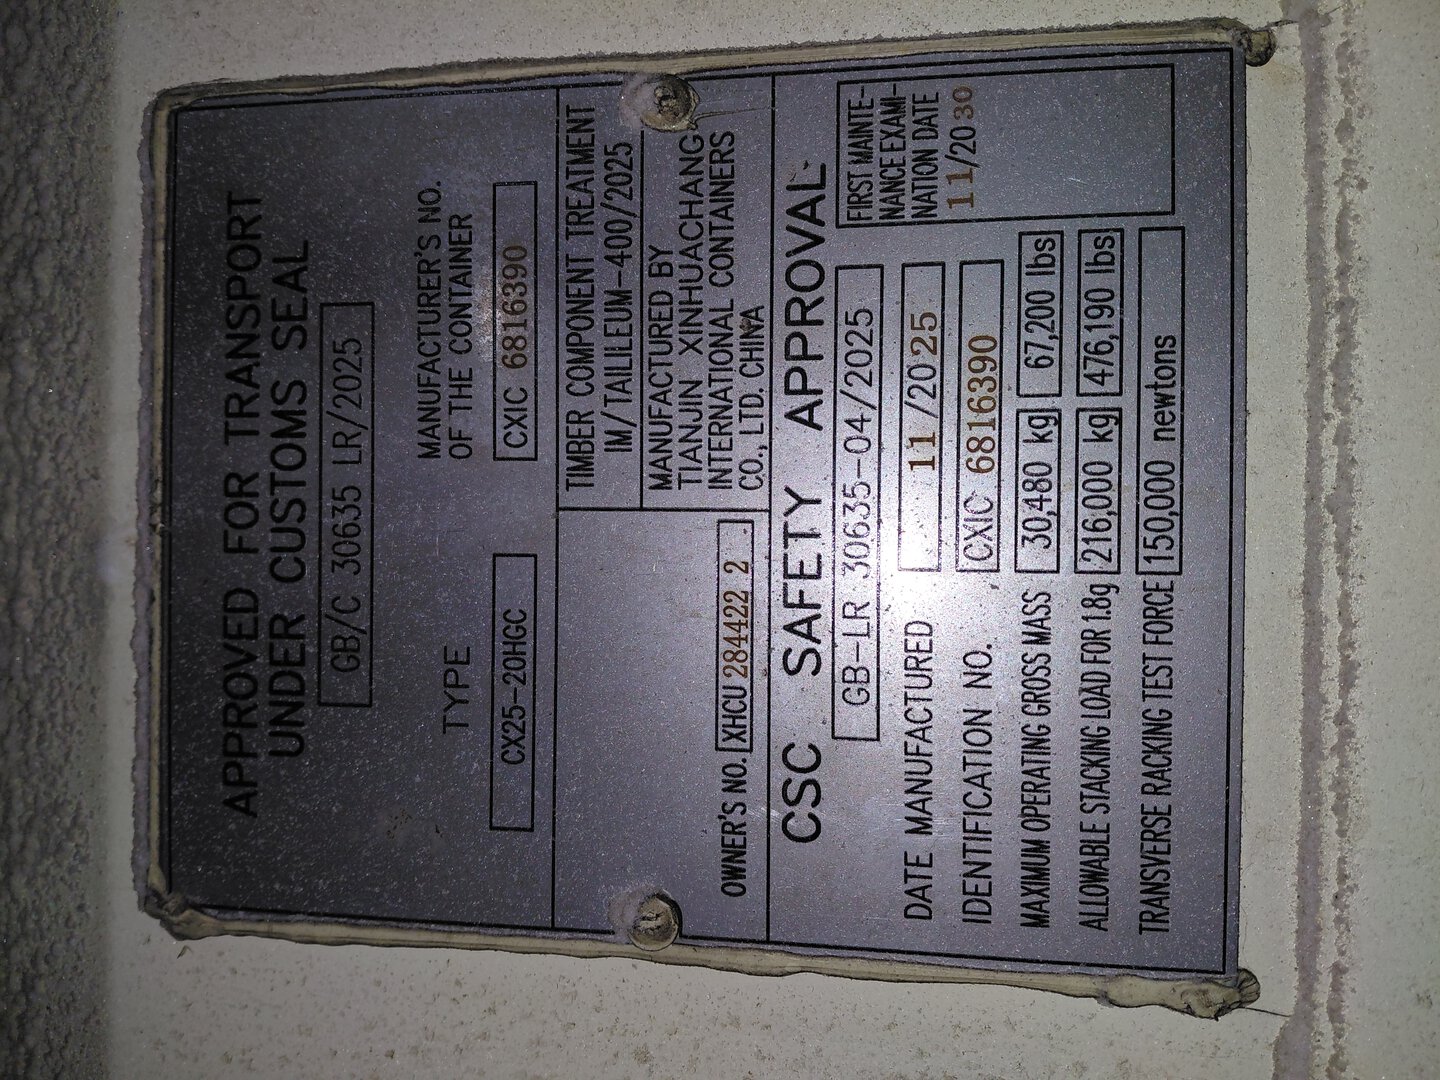 APPROVED FOR TRANSPORT
UNDER CUSTOMS SEAL
GB/C 30635 LR/2025
TYPE
CX25-20HGC
MANUFACTURER'S NO.
OF THE CONTAINER
CXIC 6816390
TIMBER COMPONENT TREATMENT
IM/TAILILEUM-400/2025
MANUFACTURED BY
TIANJIN XINHUACHANG
INTERNATIONAL CONTAINERS
CO., LTD. CHINA
OWNER'S NO. XHCU 284422 2
CSC SAFETY APPROVAL
GB-LR 30635-04/2025
DATE MANUFACTURED 11/2025
IDENTIFICATION NO. CXIC 6816390
MAXIMUM OPERATING GROSS MASS 30,480 kg 67,200 lbs
ALLOWABLE STACKING LOAD FOR 1.8g 216,000 kg 476,190 lbs
TRANSVERSE RACKING TEST FORCE 150,000 newtons
FIRST MAINTE-
NANCE EXAMI-
NATION DATE
11/2030